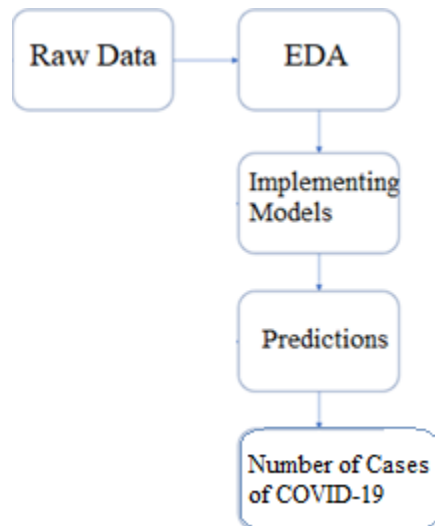 Raw Data
EDA
Implementing
Models
Predictions
Number of Cases
of COVID-19